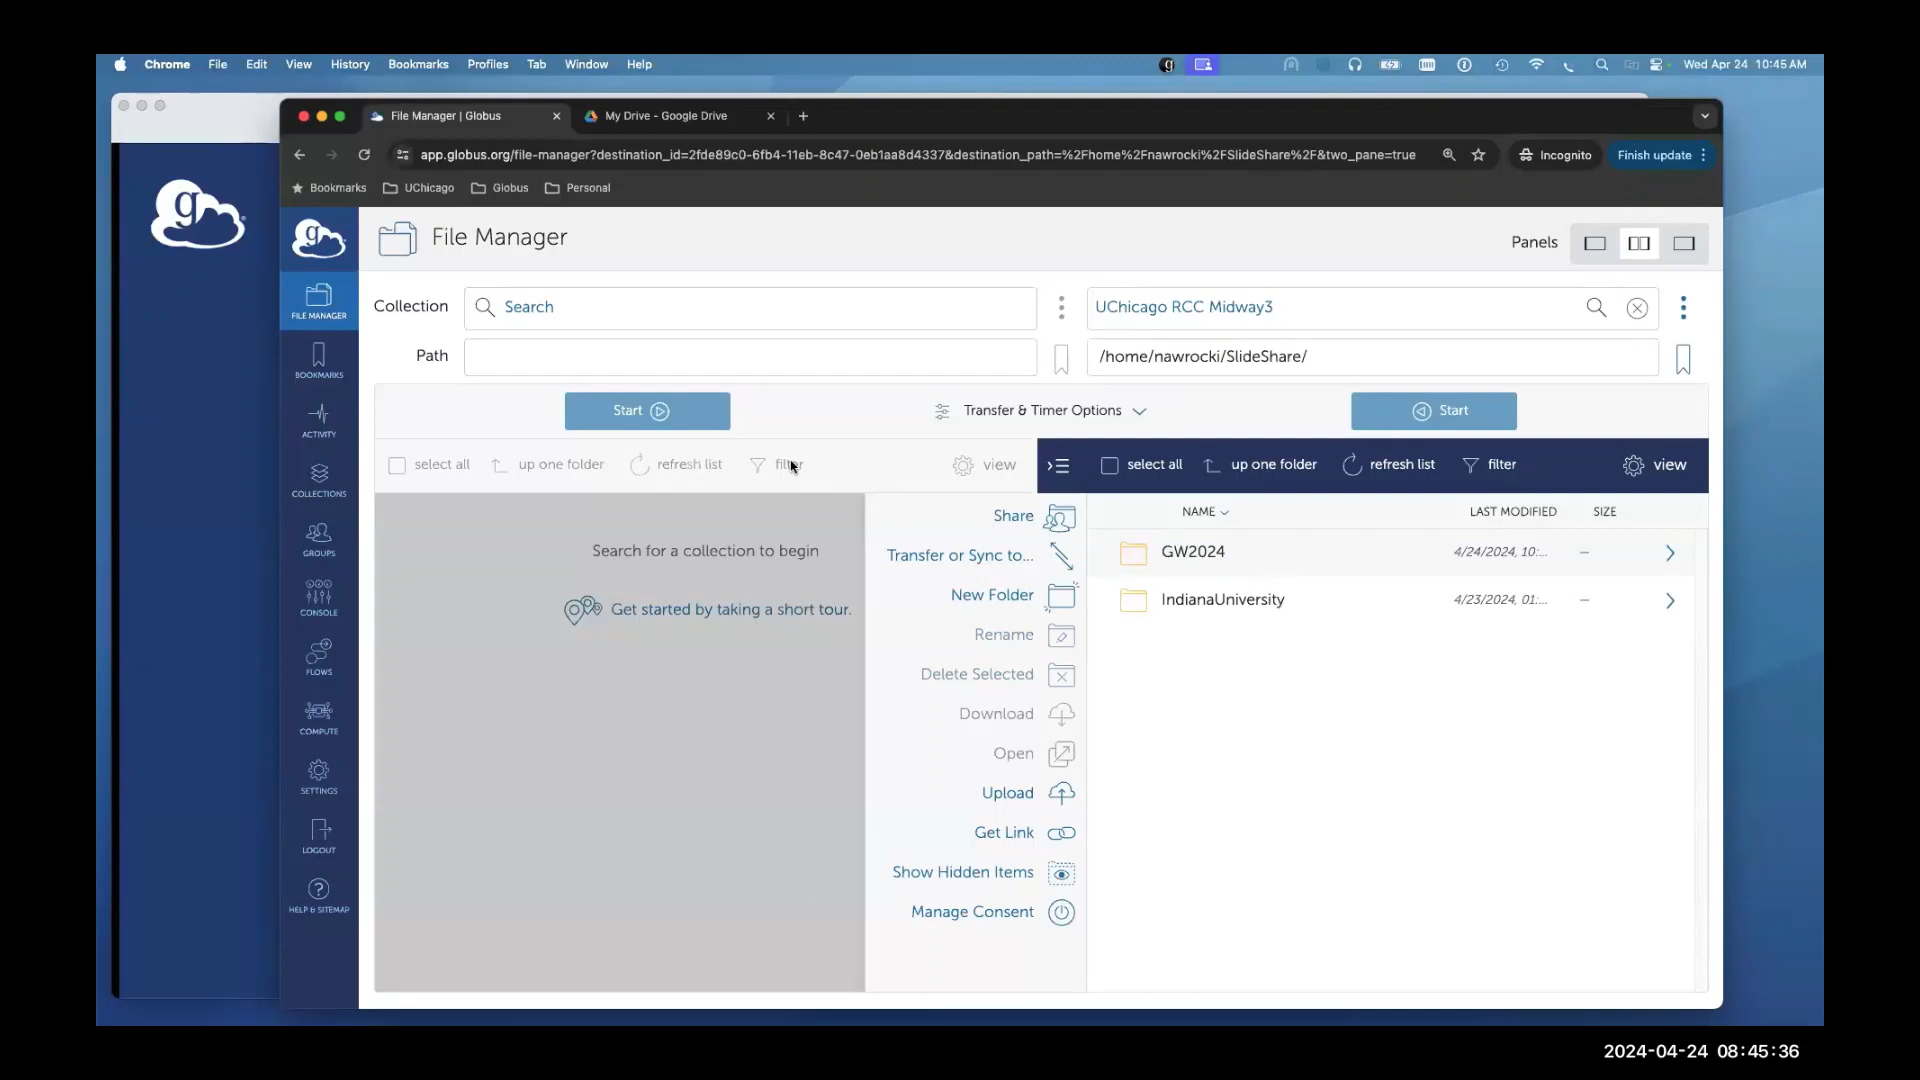 Chrome File Edit View History Bookmarks Profiles Tab Window Help Wed Apr 24 10:45 AM
File Manager | Globus My Drive - Google Drive
app.globus.org/file-manager?destination_id=2fde89c0-6fb4-11eb-8c47-0eb1aa8d4337&destination_path=%2Fhome%2Fnawrocki%2FSlideShare%2F&two_pane=true Incognito Finish update
Bookmarks UChicago Globus Personal
g
g
File Manager
Panels
FILE MANAGER
BOOKMARKS
ACTIVITY
COLLECTIONS
GROUPS
CONSOLE
FLOWS
COMPUTE
SETTINGS
LOGOUT
HELP & SITEMAP
Collection Search UChicago RCC Midway3
Path /home/nawrocki/SlideShare/
Start Transfer & Timer Options Start
select all up one folder refresh list filter view select all up one folder refresh list filter view
Search for a collection to begin
Get started by taking a short tour.
Share
Transfer or Sync to...
New Folder
Rename
Delete Selected
Download
Open
Upload
Get Link
Show Hidden Items
Manage Consent
NAME LAST MODIFIED SIZE
GW2024 4/24/2024, 10:... –
IndianaUniversity 4/23/2024, 01:... –
2024-04-24 08:45:36